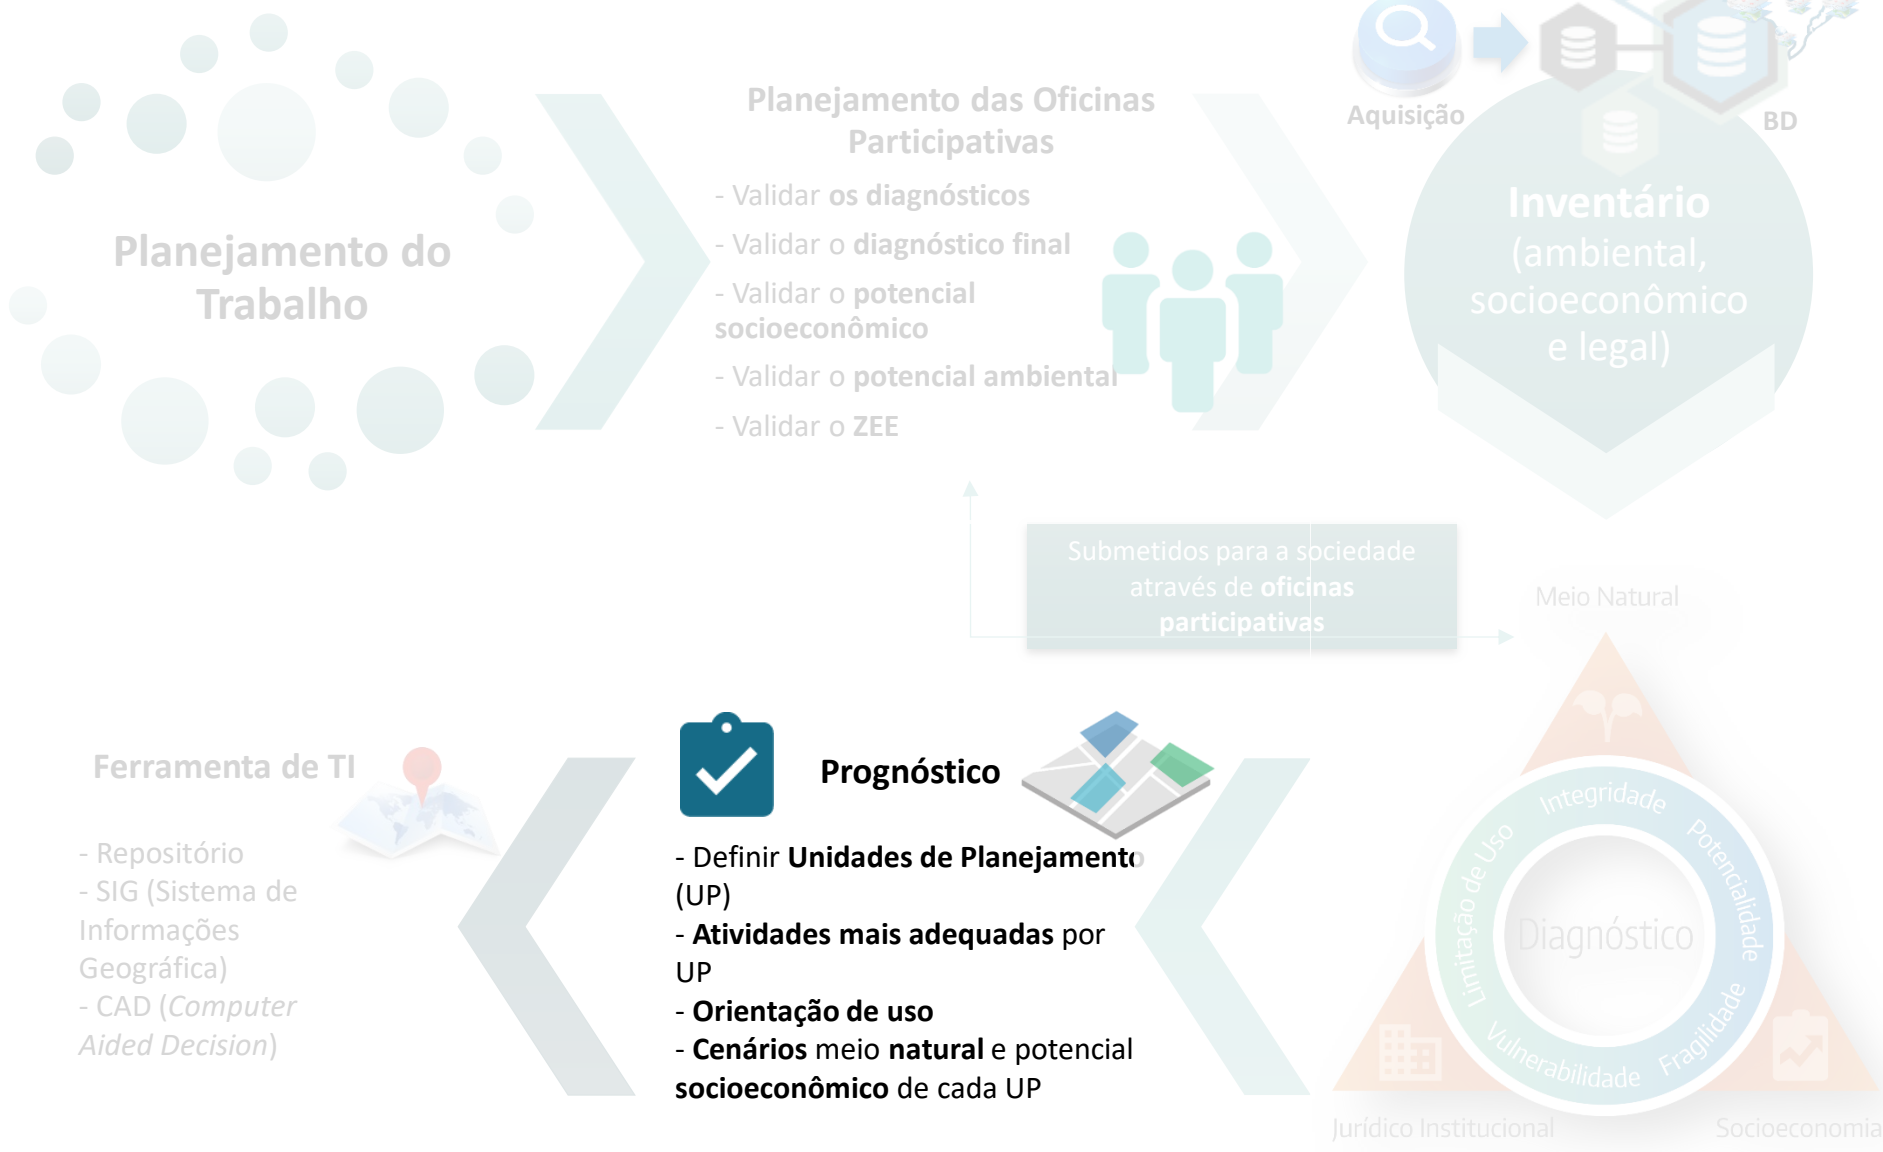 Planejamento do
Trabalho
Planejamento das Oficinas
Participativas
- Validar os diagnósticos
- Validar o diagnóstico final
- Validar o potencial
socioeconômico
- Validar o potencial ambiental
- Validar o ZEE
Aquisição
BD
Inventário
(ambiental,
socioeconômico
e legal)
Submetidos para a sociedade
através de oficinas
participativas
Meio Natural
Integridade
Potencialidade
Fragilidade
Vulnerabilidade
Limitação de Uso
Diagnóstico
Jurídico Institucional
Socioeconomia
Prognóstico
- Definir Unidades de Planejamento
(UP)
- Atividades mais adequadas por
UP
- Orientação de uso
- Cenários meio natural e potencial
socioeconômico de cada UP
Ferramenta de TI
- Repositório
- SIG (Sistema de
Informações
Geográfica)
- CAD (Computer
Aided Decision)